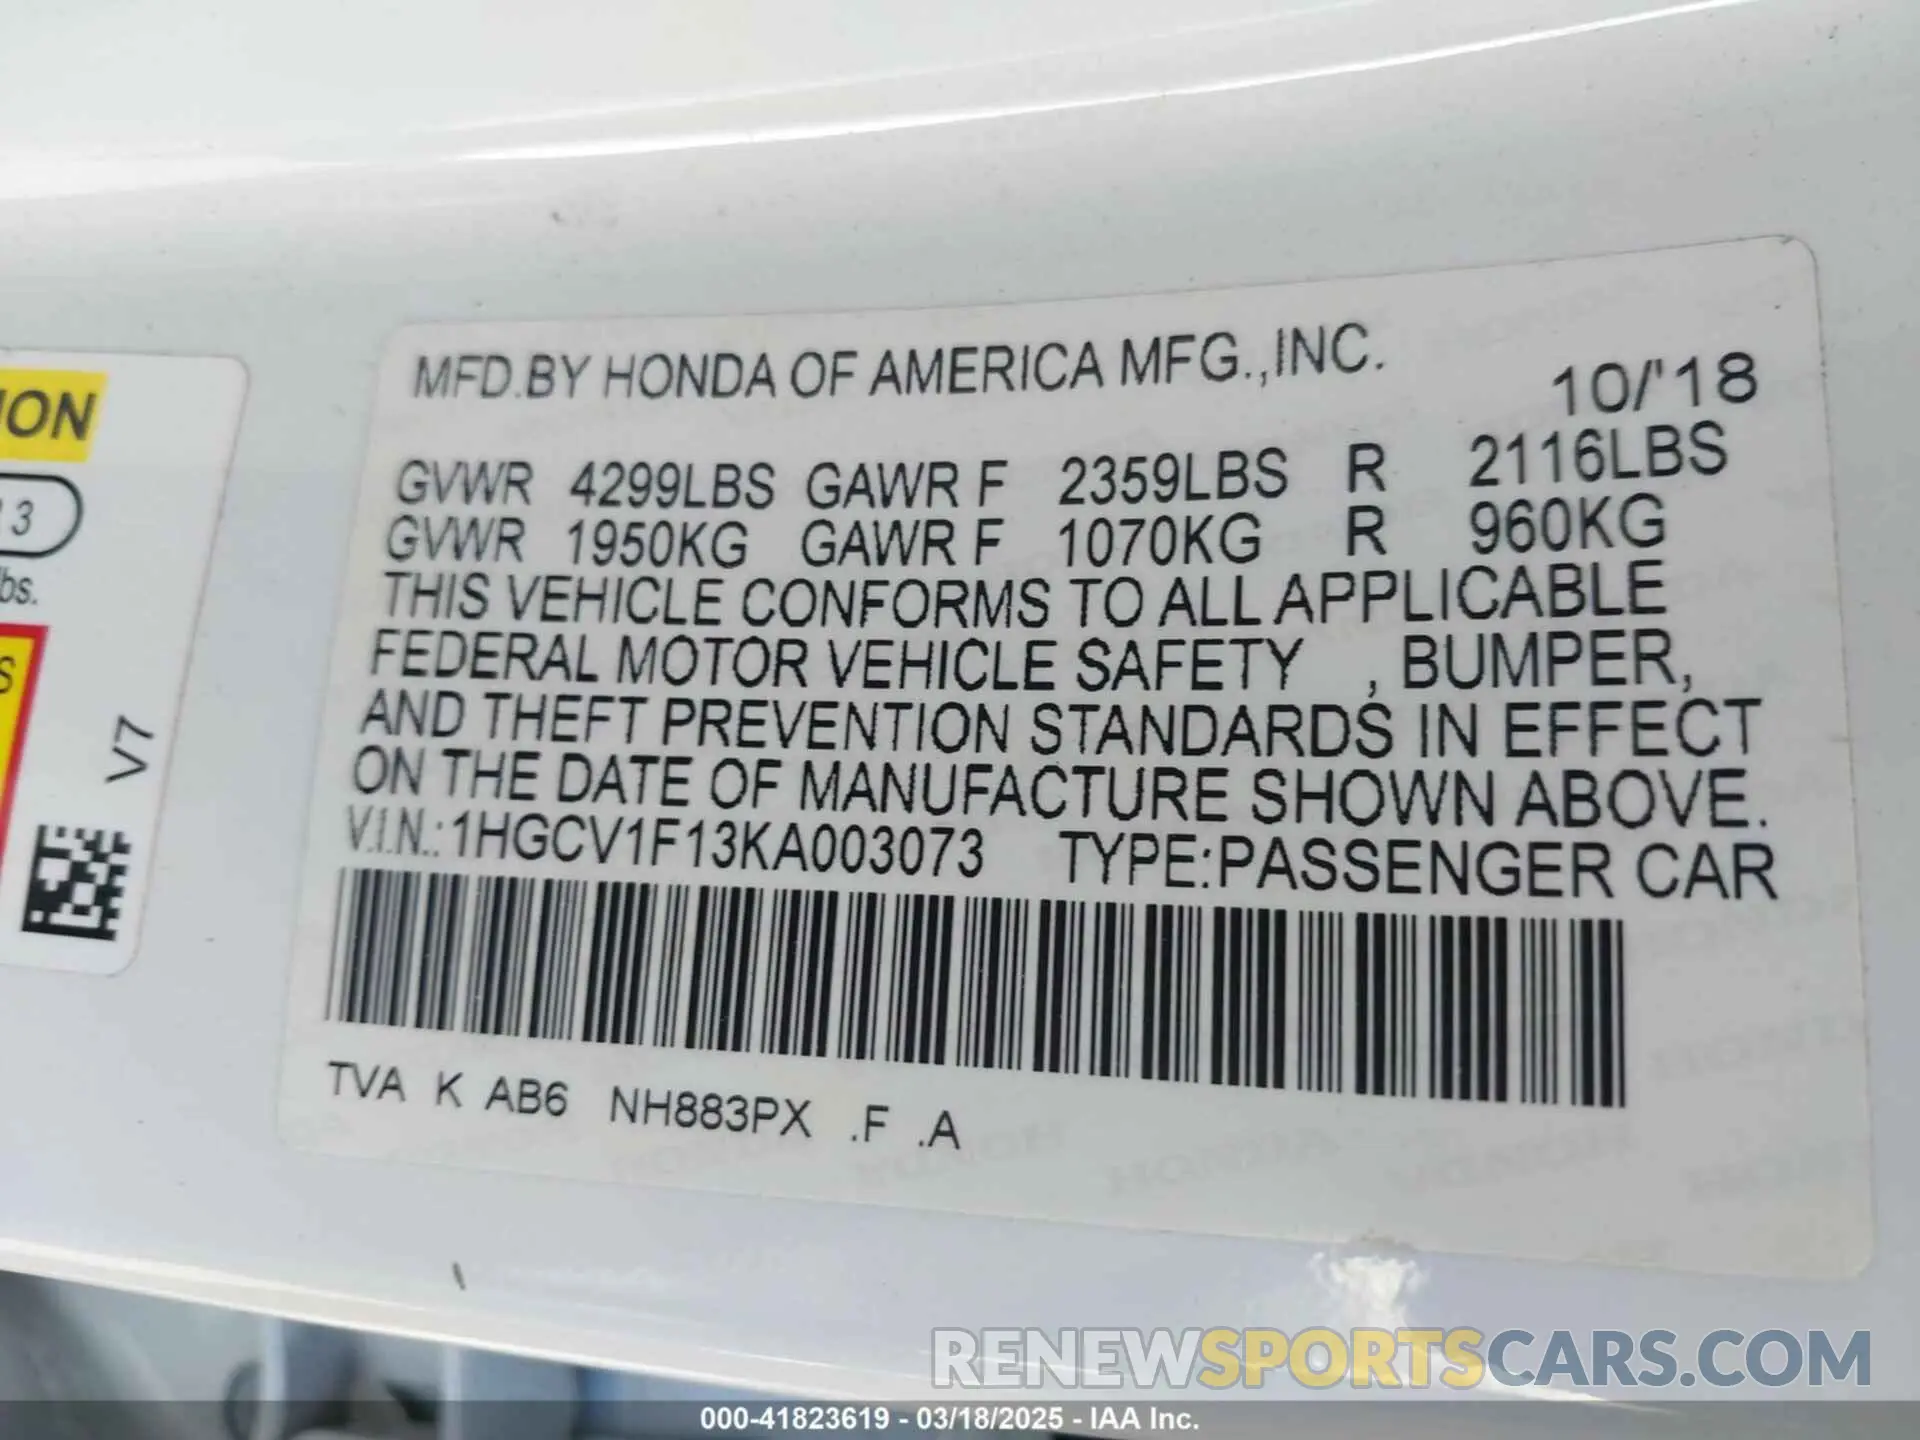 MFD.BY HONDA OF AMERICA MFG.,INC. 10/'18
GVWR 4299LBS GAWR F 2359LBS R 2116LBS
GVWR 1950KG GAWR F 1070KG R 960KG
THIS VEHICLE CONFORMS TO ALL APPLICABLE
FEDERAL MOTOR VEHICLE SAFETY , BUMPER,
AND THEFT PREVENTION STANDARDS IN EFFECT
ON THE DATE OF MANUFACTURE SHOWN ABOVE.
V.I.N.: 1HGCV1F13KA003073 TYPE:PASSENGER CAR
TVA K AB6 NH883PX .F .A
ION
13
lbs.
S
V7
RENEWSPORTSCARS.COM
000-41823619 - 03/18/2025 - IAA Inc.